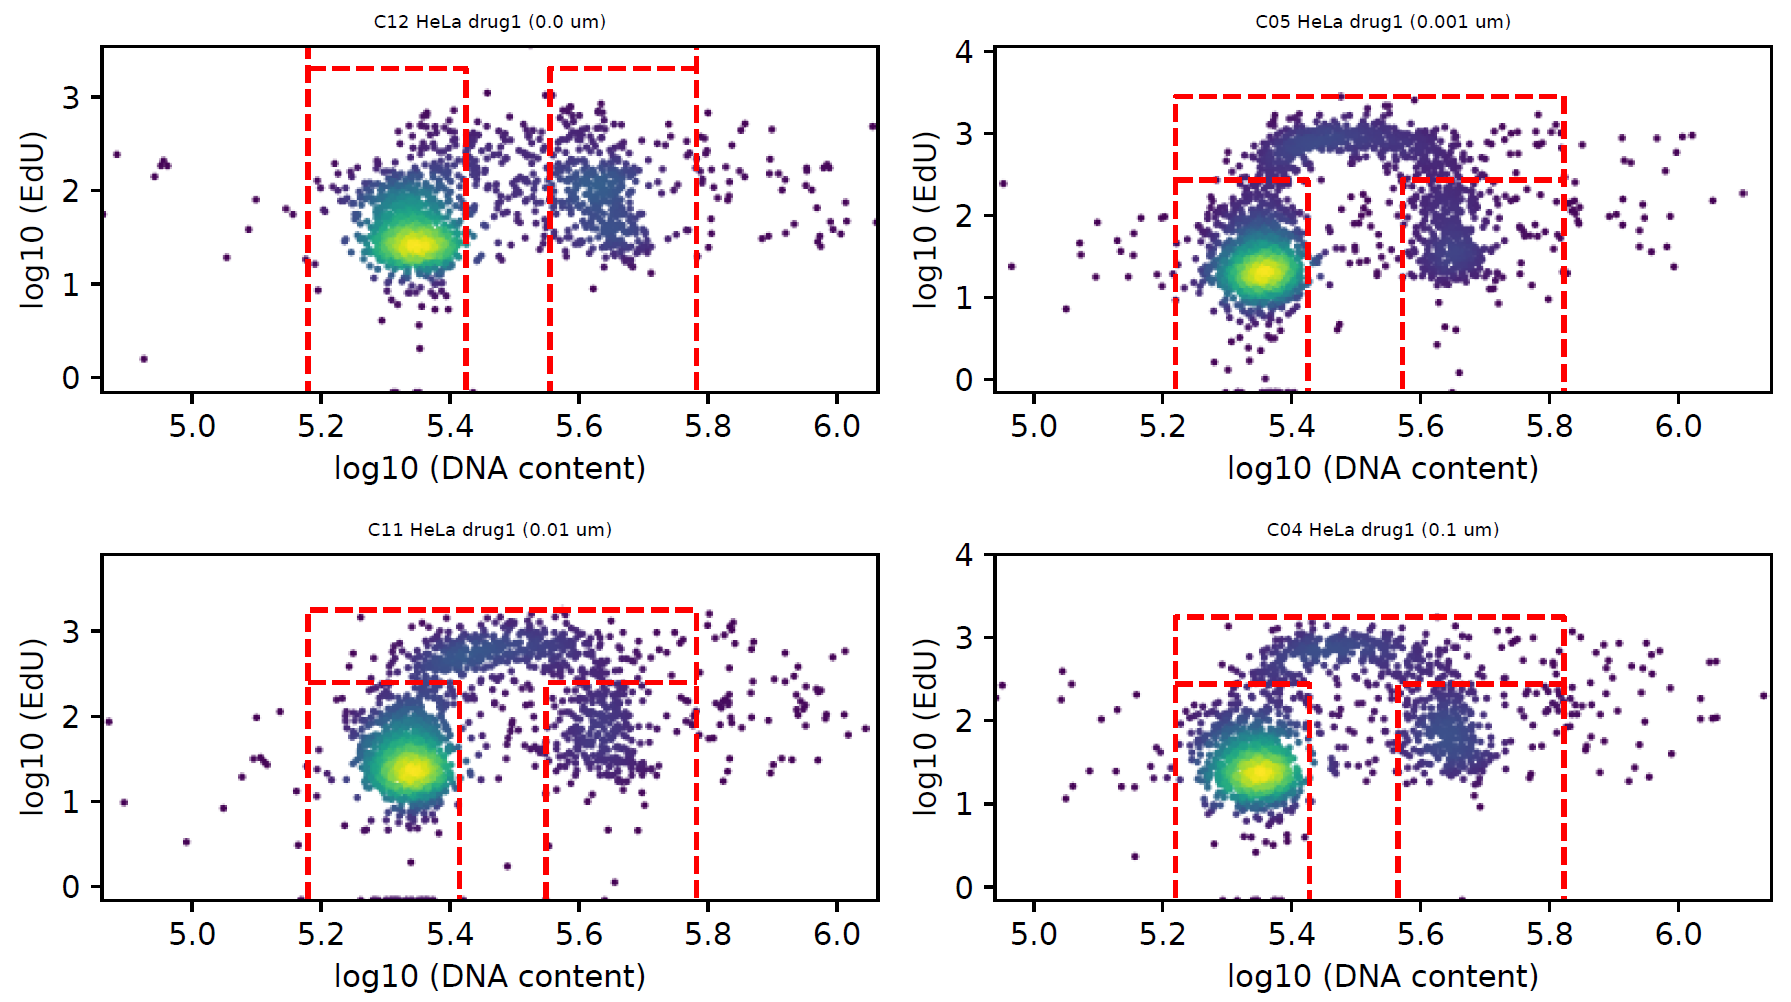 C12 HeLa drug1 (0.0 um)
log10 (EdU)
3
2
1
0
5.0 5.2 5.4 5.6 5.8 6.0
log10 (DNA content)
C05 HeLa drug1 (0.001 um)
log10 (EdU)
4
3
2
1
0
5.0 5.2 5.4 5.6 5.8 6.0
log10 (DNA content)
C11 HeLa drug1 (0.01 um)
log10 (EdU)
3
2
1
0
5.0 5.2 5.4 5.6 5.8 6.0
log10 (DNA content)
C04 HeLa drug1 (0.1 um)
log10 (EdU)
4
3
2
1
0
5.0 5.2 5.4 5.6 5.8 6.0
log10 (DNA content)